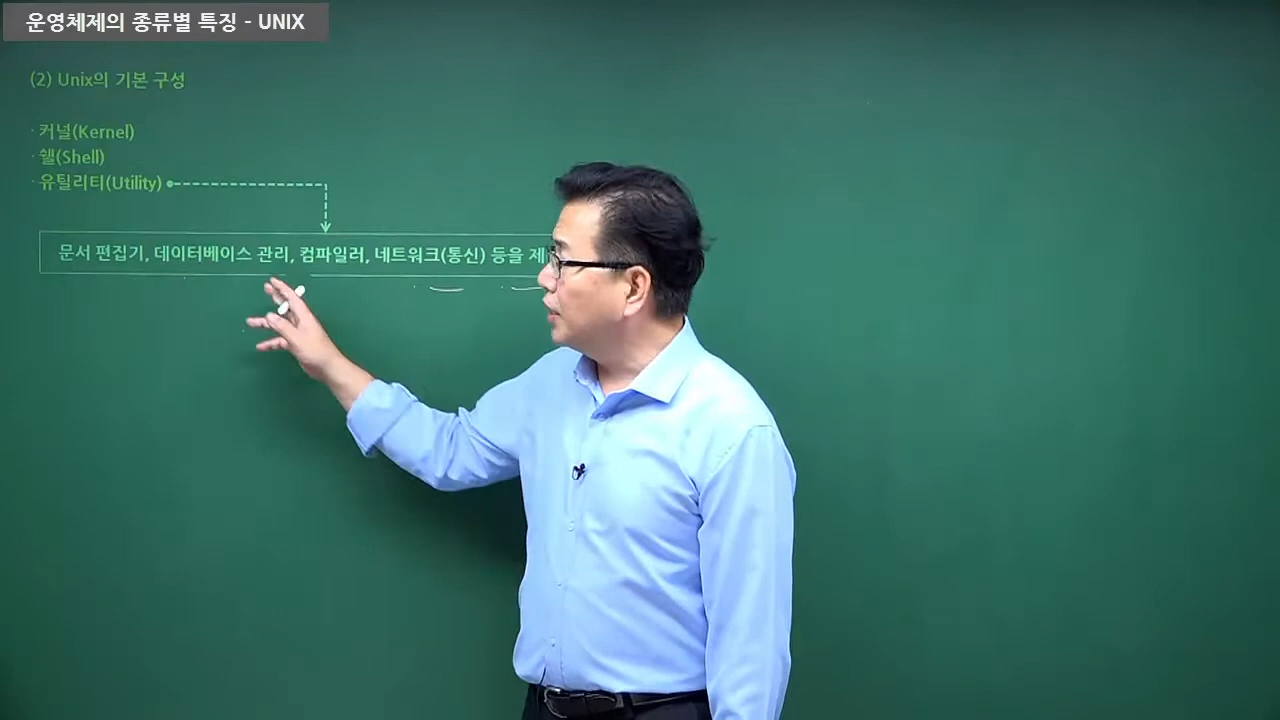 운영체제의 종류별 특징 - UNIX
(2) Unix의 기본 구성
· 커널(Kernel)
· 쉘(Shell)
· 유틸리티(Utility)
문서 편집기, 데이터베이스 관리, 컴파일러, 네트워크(통신) 등을